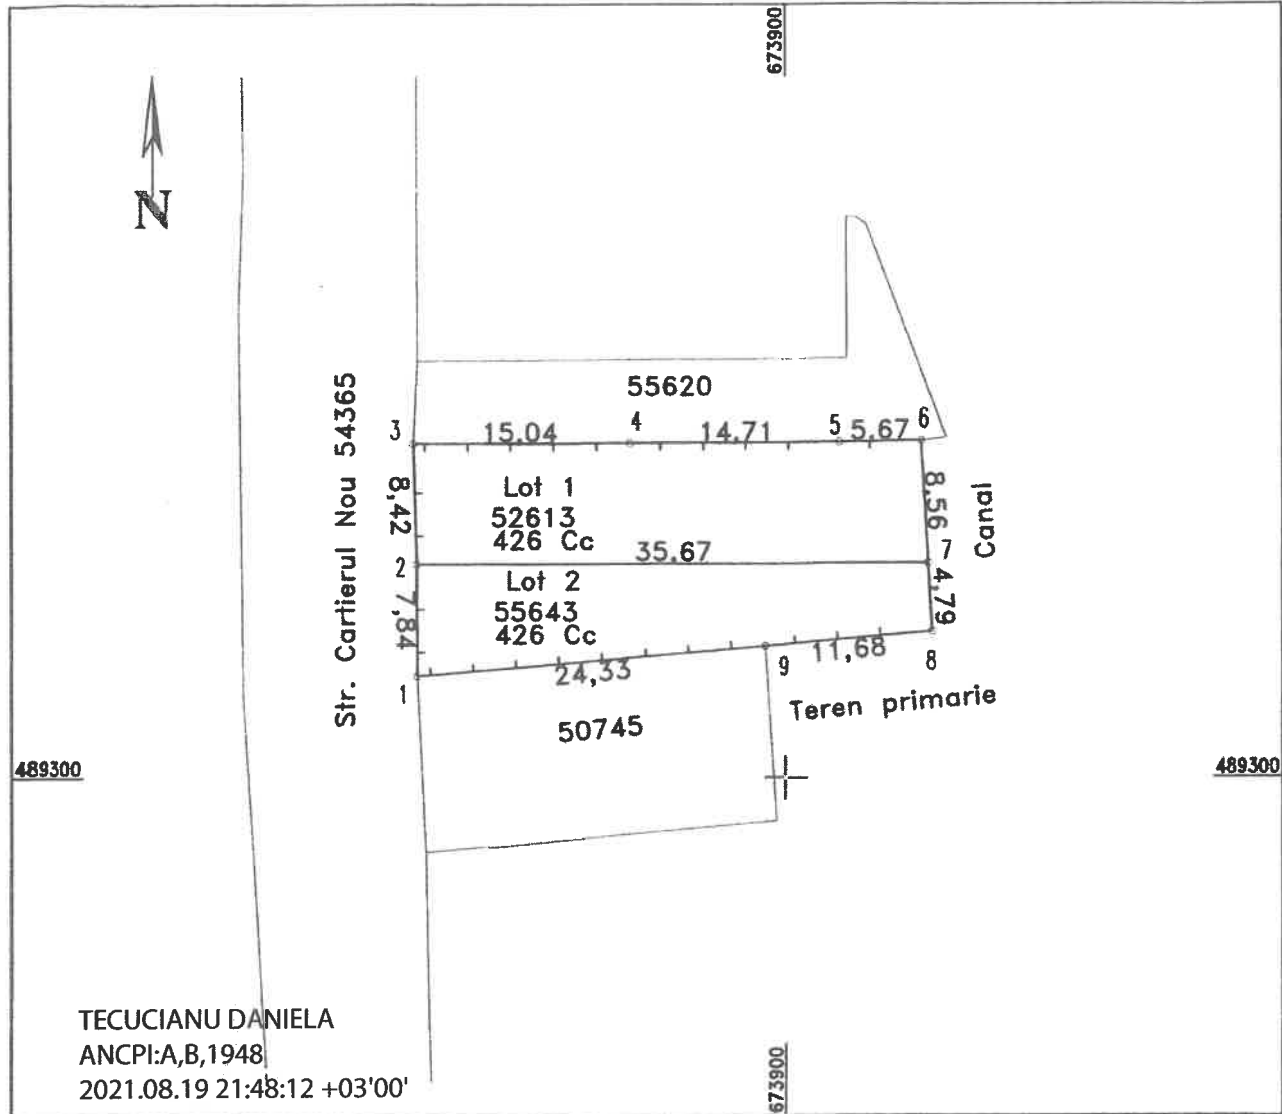 673900
N
55620
3
15.04
4
14.71
5
5.67
6
Str. Cartierul Nou 54365
8,42
Lot 1
52613
426 Cc
8,56
Canal
2
35.67
7
7,84
Lot 2
55643
426 Cc
4,79
1
24,33
9
11,68
8
50745
Teren primarie
489300
489300
TECUCIANU DANIELA
ANCPI:A,B,1948
2021.08.19 21:48:12 +03'00'
673900